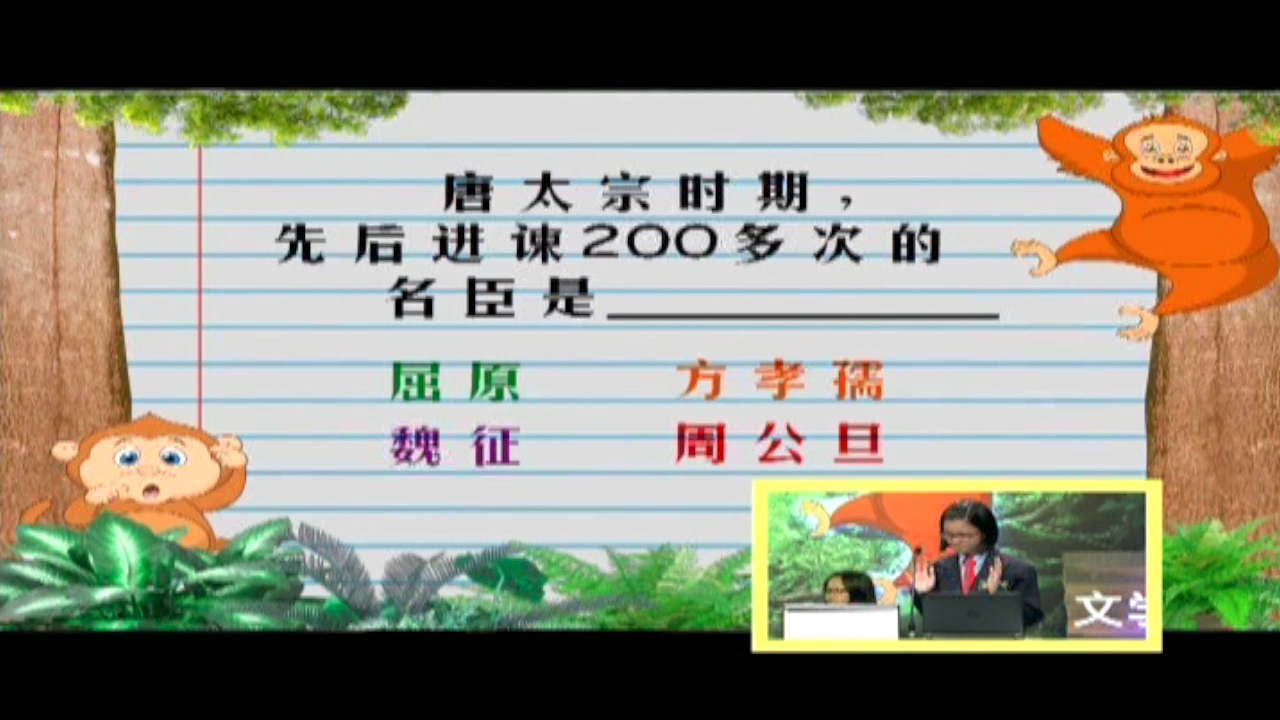 唐太宗时期，
先后进谏200多次的
名臣是
屈原 方孝孺
魏征 周公旦
文学